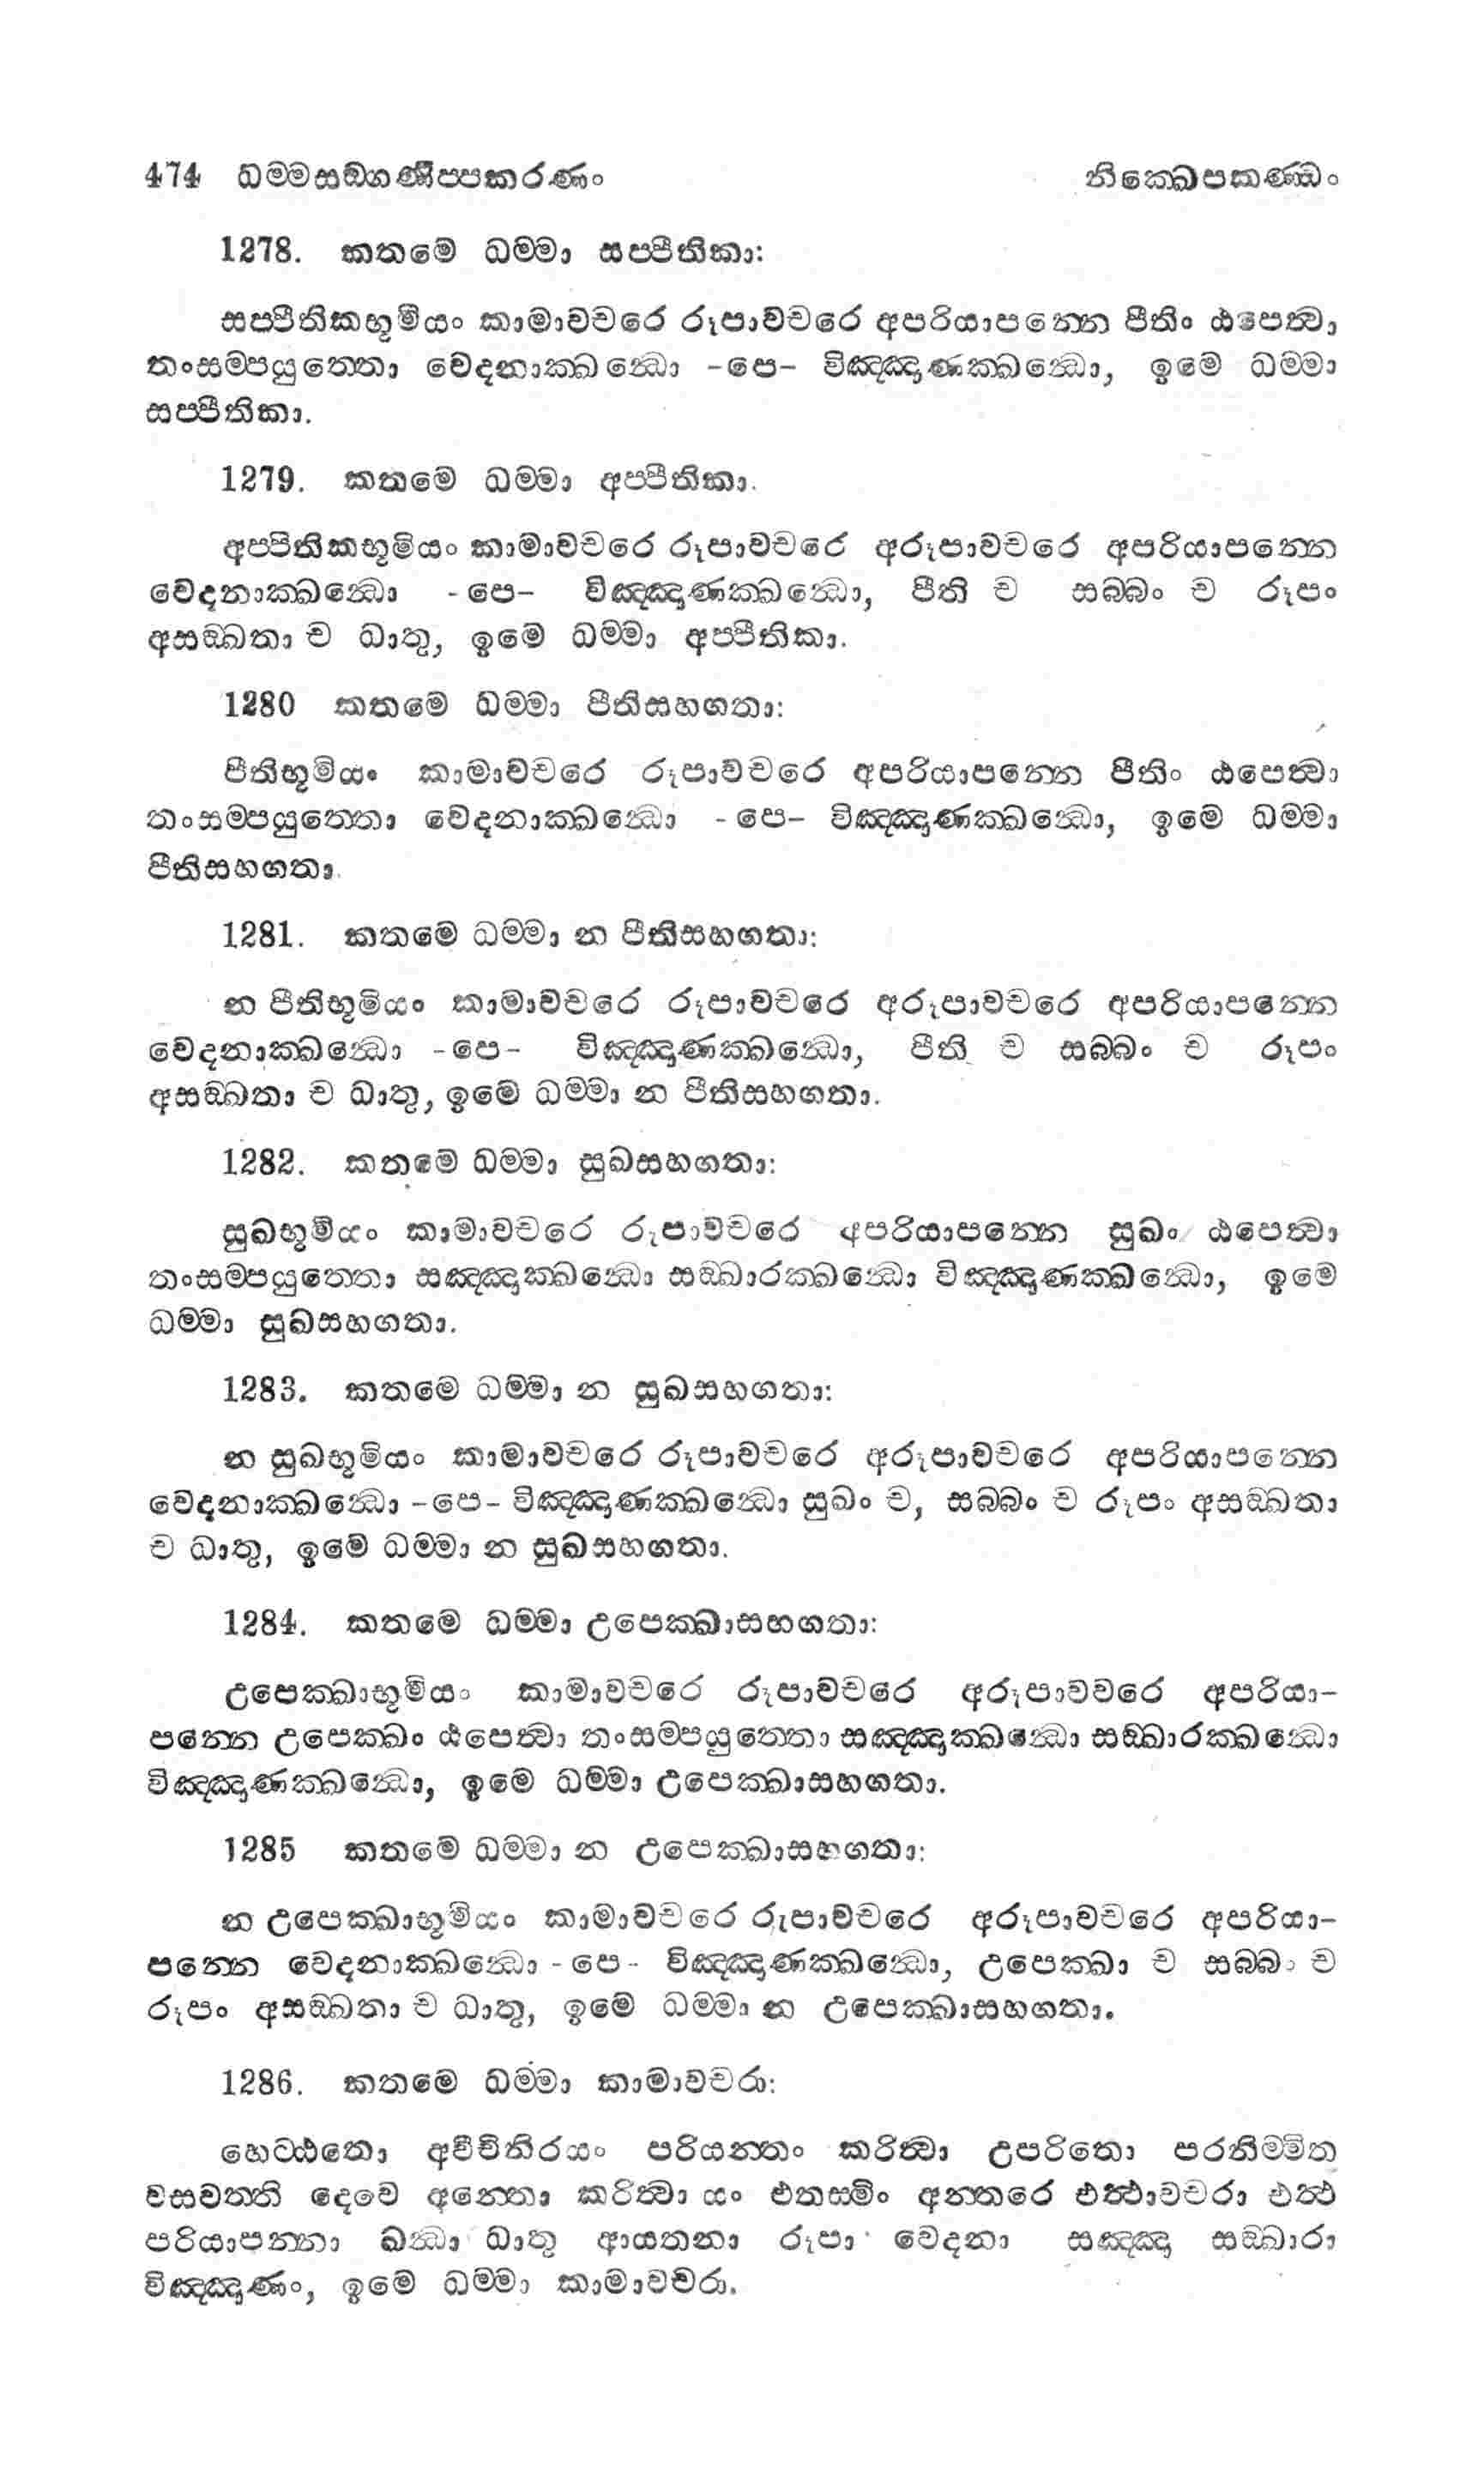 474 ධම්මසඞ්ගණිප්පකරණං නික්ඛෙපකණ්ඩං
1278. කතමෙ ධම්මා සප්පීතිකා:
සප්පීතිකභූමියං කාමාවචරෙ රූපාවචරෙ අපරියාපන්නෙ පීතිං ඨපෙත්වා
තංසම්පයුත්තො වෙදනාක්ඛන්ධො -පෙ- විඤ්ඤාණක්ඛන්ධො, ඉමෙ ධම්මා
සප්පීතිකා.
1279. කතමෙ ධම්මා අප්පීතිකා.
අප්පීතිකභූමියං කාමාවචරෙ රූපාවචරෙ අරූපාවචරෙ අපරියාපන්නෙ
වෙදනාක්ඛන්ධො -පෙ- විඤ්ඤාණක්ඛන්ධො, පීති ච සබ්බං ච රූපං
අසඞ්ඛතා ච ධාතු, ඉමෙ ධම්මා අප්පීතිකා.
1280 කතමෙ ධම්මා පීතිසහගතා:
පීතිභූමියං කාමාවචරෙ රූපාවචරෙ අපරියාපන්නෙ පීතිං ඨපෙත්වා
තංසම්පයුත්තො වෙදනාක්ඛන්ධො -පෙ- විඤ්ඤාණක්ඛන්ධො, ඉමෙ ධම්මා
පීතිසහගතා.
1281. කතමෙ ධම්මා න පීතිසහගතා:
න පීතිභූමියං කාමාවචරෙ රූපාවචරෙ අරූපාවචරෙ අපරියාපන්නෙ
වෙදනාක්ඛන්ධො -පෙ- විඤ්ඤාණක්ඛන්ධො, පීති ච සබ්බං ච රූපං
අසඞ්ඛතා ච ධාතු, ඉමෙ ධම්මා න පීතිසහගතා.
1282. කතමෙ ධම්මා සුඛසහගතා:
සුඛභූමියං කාමාවචරෙ රූපාවචරෙ අපරියාපන්නෙ සුඛං ඨපෙත්වා
තංසම්පයුත්තො සඤ්ඤාක්ඛන්ධො සඞ්ඛාරක්ඛන්ධො විඤ්ඤාණක්ඛන්ධො, ඉමෙ
ධම්මා සුඛසහගතා.
1283. කතමෙ ධම්මා න සුඛසහගතා:
න සුඛභූමියං කාමාවචරෙ රූපාවචරෙ අරූපාවචරෙ අපරියාපන්නෙ
වෙදනාක්ඛන්ධො -පෙ- විඤ්ඤාණක්ඛන්ධො සුඛං ච, සබ්බං ච රූපං අසඞ්ඛතා
ච ධාතු, ඉමෙ ධම්මා න සුඛසහගතා.
1284. කතමෙ ධම්මා උපෙක්ඛාසහගතා:
උපෙක්ඛාභූමියං කාමාවචරෙ රූපාවචරෙ අරූපාවචරෙ අපරියා-
පන්නෙ උපෙක්ඛං ඨපෙත්වා තංසම්පයුත්තො සඤ්ඤාක්ඛන්ධො සඞ්ඛාරක්ඛන්ධො
විඤ්ඤාණක්ඛන්ධො, ඉමෙ ධම්මා උපෙක්ඛාසහගතා.
1285 කතමෙ ධම්මා න උපෙක්ඛාසහගතා:
න උපෙක්ඛාභූමියං කාමාවචරෙ රූපාවචරෙ අරූපාවචරෙ අපරියා-
පන්නෙ වෙදනාක්ඛන්ධො -පෙ- විඤ්ඤාණක්ඛන්ධො, උපෙක්ඛා ච සබ්බං ච
රූපං අසඞ්ඛතා ච ධාතු, ඉමෙ ධම්මා න උපෙක්ඛාසහගතා.
1286. කතමෙ ධම්මා කාමාවචරා:
හෙට්ඨතො අවීචිනිරයං පරියන්තං කරිත්වා උපරිතො පරනිම්මිත
වසවත්ති දෙවෙ අන්තො කරිත්වා යං එතස්මිං අන්තරෙ එත්ථාවචරා එත්ථ
පරියාපන්නා ඛන්ධා ධාතු ආයතනා රූපා වෙදනා සඤ්ඤා සඞ්ඛාරා
විඤ්ඤාණං, ඉමෙ ධම්මා කාමාවචරා.